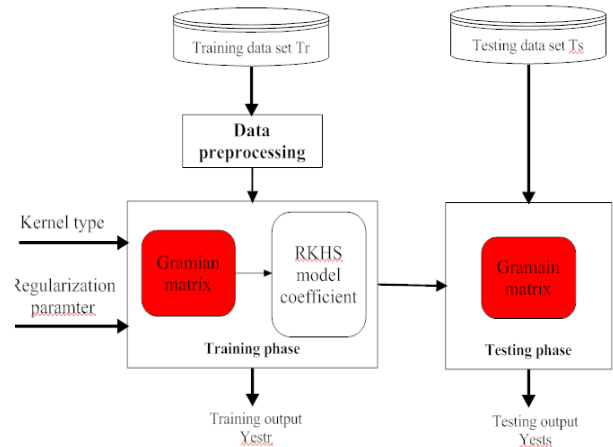 Training data set Tr
Testing data set Ts
Data
preprocessing
Kernel type
Regularization
paramter
Gramian
matrix
RKHS
model
coefficient
Training phase
Gramain
matrix
Testing phase
Training output
Yestr
Testing output
Yests